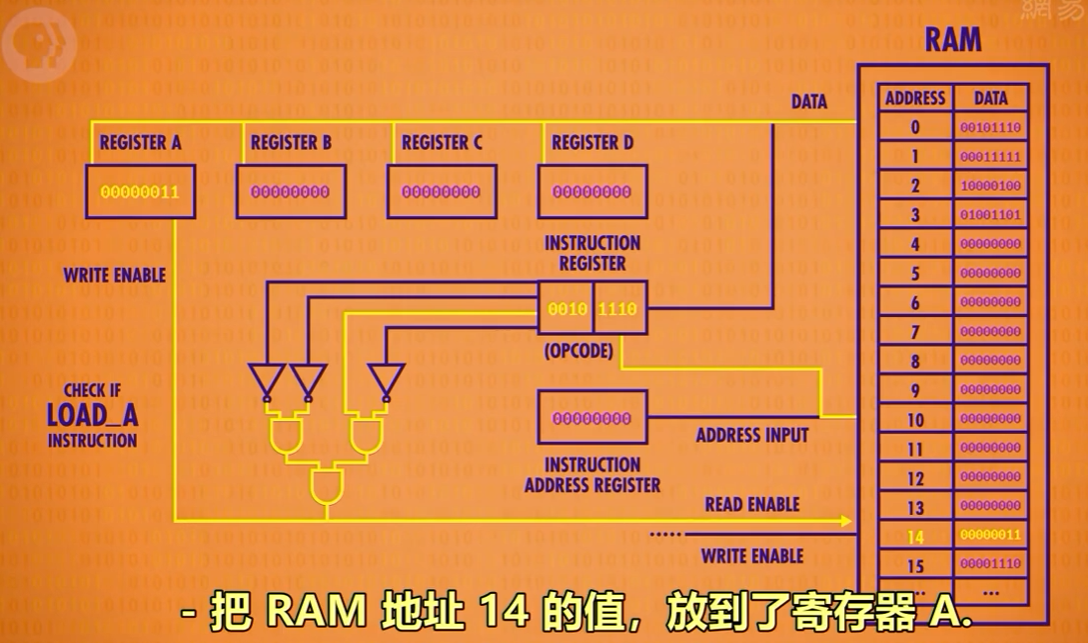 網易
RAM
DATA
ADDRESS DATA
0 00101110
1 00011111
2 10000100
3 01001101
4 00000000
5 00000000
6 00000000
7 00000000
8 00000000
9 00000000
10 00000000
11 00000000
12 00000000
13 00000000
14 00000011
15 00001110
... ...
REGISTER A
00000011
REGISTER B
00000000
REGISTER C
00000000
REGISTER D
00000000
WRITE ENABLE
INSTRUCTION
REGISTER
0010 1110
(OPCODE)
CHECK IF
LOAD_A
INSTRUCTION
00000000
INSTRUCTION
ADDRESS REGISTER
ADDRESS INPUT
READ ENABLE
WRITE ENABLE
- 把 RAM 地址 14 的值，放到了寄存器 A.